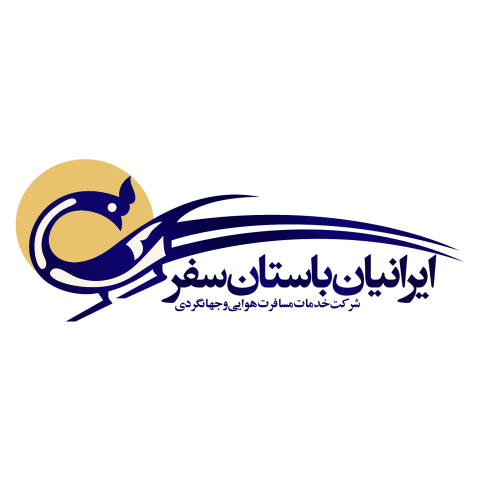 ایرانیان باستان سفر
شرکت خدمات مسافرت هوایی و جهانگردی